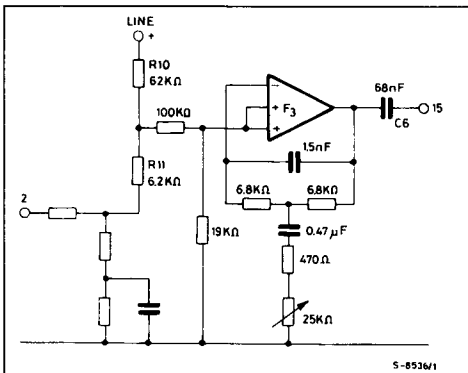 LINE
+
R10
62KΩ
100KΩ
R11
6.2KΩ
2
19KΩ
-
+
+
F3
68nF
C6
15
1.5nF
6.8KΩ
6.8KΩ
0.47µF
470Ω
25KΩ
S-8536/1